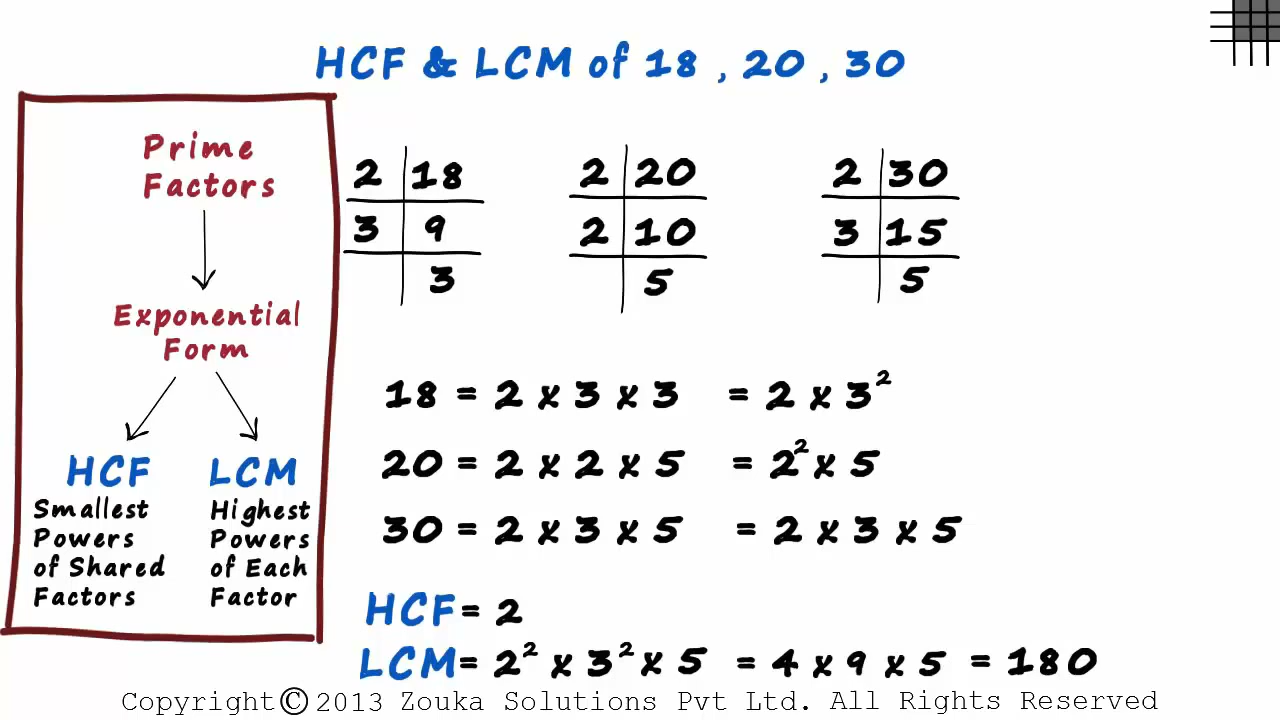 HCF & LCM of 18 , 20 , 30
Prime
Factors
Exponential
Form
HCF
Smallest
Powers
of Shared
Factors
LCM
Highest
Powers
of Each
Factor
2 | 18
3 | 9
3
2 | 20
2 | 10
5
2 | 30
3 | 15
5
18 = 2 x 3 x 3 = 2 x 3²
20 = 2 x 2 x 5 = 2² x 5
30 = 2 x 3 x 5 = 2 x 3 x 5
HCF = 2
LCM = 2² x 3² x 5 = 4 x 9 x 5 = 180
Copyright © 2013 Zouka Solutions Pvt Ltd. All Rights Reserved